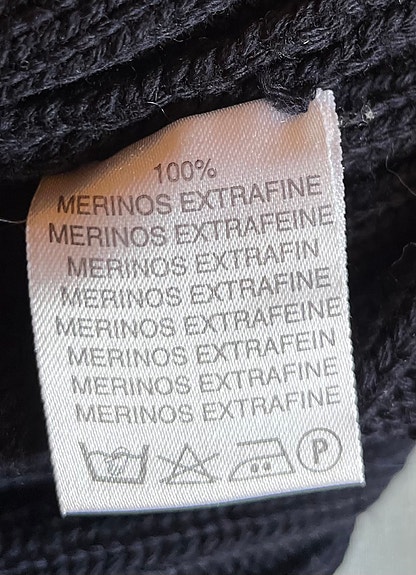 100%
MERINOS EXTRAFINE
MERINOS EXTRAFEINE
MERINOS EXTRAFIN
MERINOS EXTRAFINE
MERINOS EXTRAFEINE
MERINOS EXTRAFEIN
MERINOS EXTRAFINE
MERINOS EXTRAFINE
P